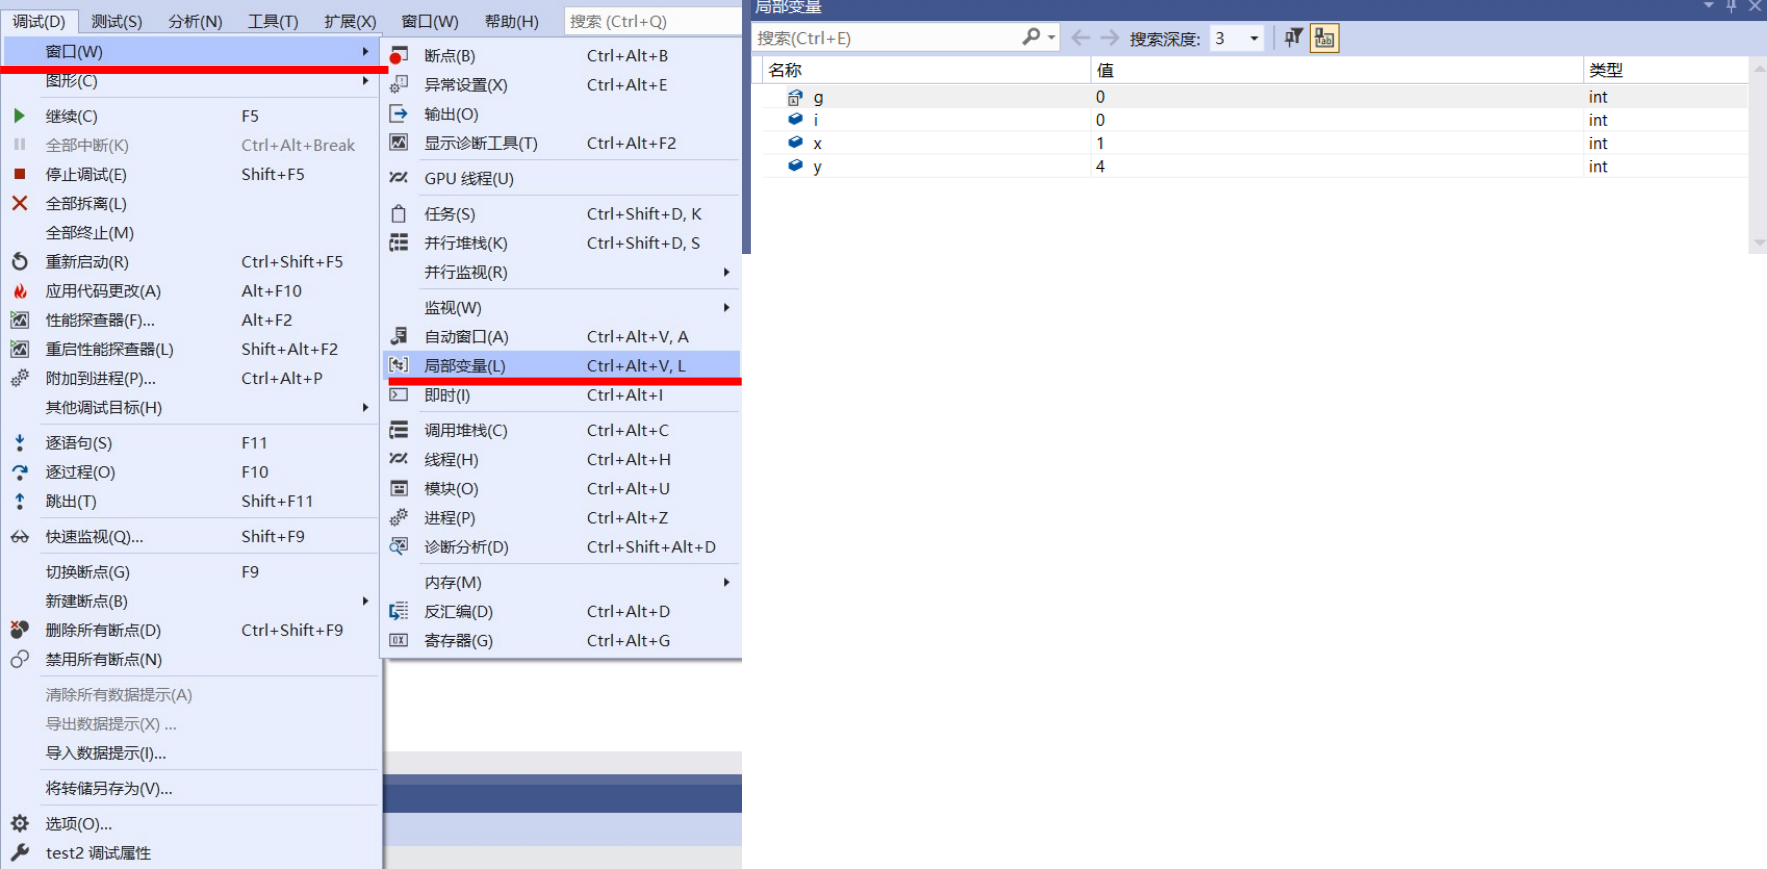 调试(D) 测试(S) 分析(N) 工具(T) 扩展(X) 窗口(W) 帮助(H) 搜索 (Ctrl+Q)
窗口(W)
图形(C)
继续(C) F5
全部中断(K) Ctrl+Alt+Break
停止调试(E) Shift+F5
全部拆离(L)
全部终止(M)
重新启动(R) Ctrl+Shift+F5
应用代码更改(A) Alt+F10
性能探查器(F)... Alt+F2
重启性能探查器(L) Shift+Alt+F2
附加到进程(P)... Ctrl+Alt+P
其他调试目标(H)
逐语句(S) F11
逐过程(O) F10
跳出(T) Shift+F11
快速监视(Q)... Shift+F9
切换断点(G) F9
新建断点(B)
删除所有断点(D) Ctrl+Shift+F9
禁用所有断点(N)
清除所有数据提示(A)
导出数据提示(X) ...
导入数据提示(I)...
将转储另存为(V)...
选项(O)...
test2 调试属性
断点(B) Ctrl+Alt+B
异常设置(X) Ctrl+Alt+E
输出(O)
显示诊断工具(T) Ctrl+Alt+F2
GPU 线程(U)
任务(S) Ctrl+Shift+D, K
并行堆栈(K) Ctrl+Shift+D, S
并行监视(R)
监视(W)
自动窗口(A) Ctrl+Alt+V, A
局部变量(L) Ctrl+Alt+V, L
即时(I) Ctrl+Alt+I
调用堆栈(C) Ctrl+Alt+C
线程(H) Ctrl+Alt+H
模块(O) Ctrl+Alt+U
进程(P) Ctrl+Alt+Z
诊断分析(D) Ctrl+Shift+Alt+D
内存(M)
反汇编(D) Ctrl+Alt+D
寄存器(G) Ctrl+Alt+G
局部变量
搜索(Ctrl+E) 搜索深度: 3
名称 值 类型
g 0 int
i 0 int
x 1 int
y 4 int